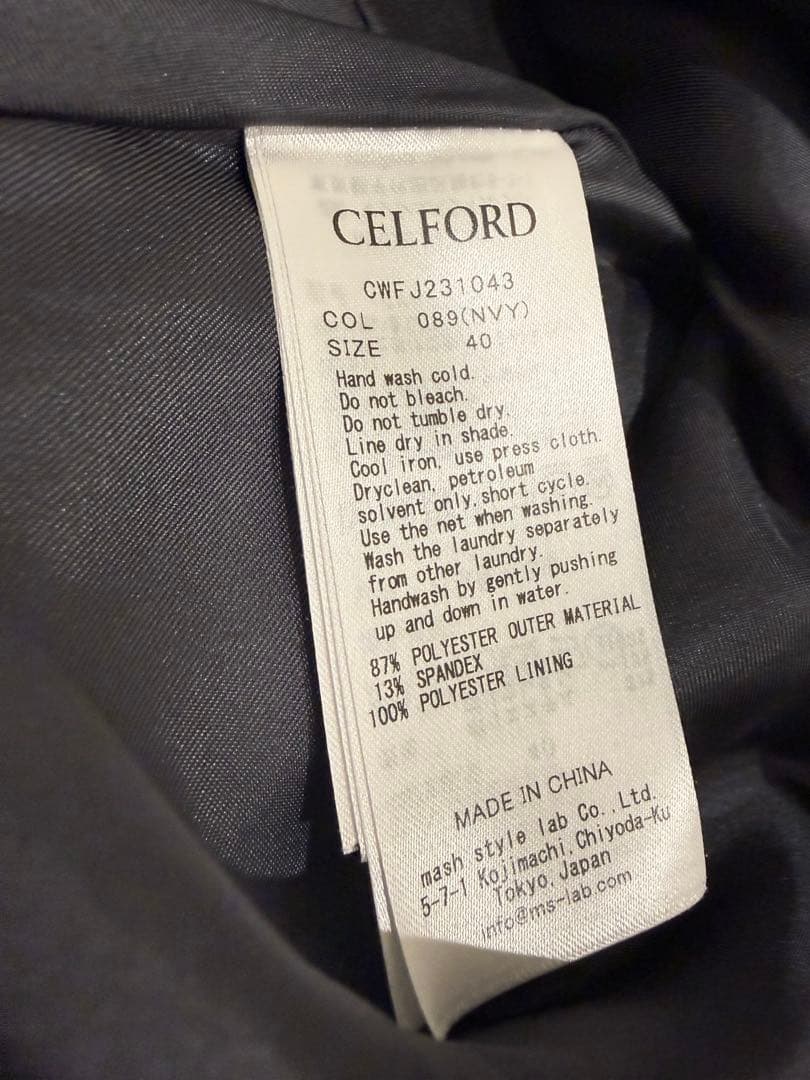 CELFORD
CWFJ231043
COL 089(NVY)
SIZE 40
Hand wash cold.
Do not bleach.
Do not tumble dry.
Line dry in shade.
Cool iron, use press cloth.
Dryclean, petroleum
solvent only,short cycle.
Use the net when washing.
Wash the laundry separately
from other laundry.
Handwash by gently pushing
up and down in water.
87% POLYESTER OUTER MATERIAL
13% SPANDEX
100% POLYESTER LINING
MADE IN CHINA
mash style lab Co.,Ltd.
5-7-1 Kojimachi,Chiyoda-Ku
Tokyo,Japan
info@ms-lab.com